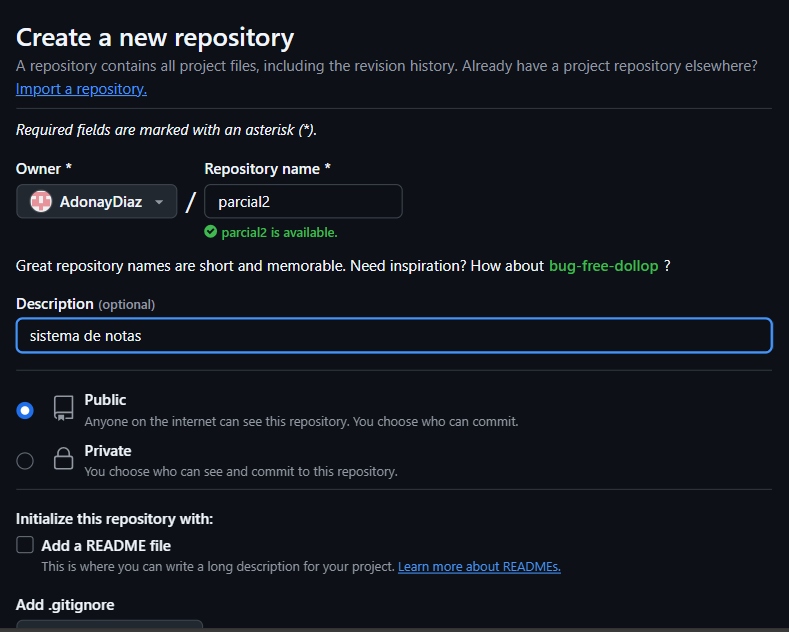 Create a new repository
A repository contains all project files, including the revision history. Already have a project repository elsewhere?
Import a repository.
Required fields are marked with an asterisk (*).
Owner *
Repository name *
AdonayDiaz
/
parcial2
parcial2 is available.
Great repository names are short and memorable. Need inspiration? How about bug-free-dollop ?
Description (optional)
sistema de notas
Public
Anyone on the internet can see this repository. You choose who can commit.
Private
You choose who can see and commit to this repository.
Initialize this repository with:
Add a README file
This is where you can write a long description for your project. Learn more about READMEs.
Add .gitignore